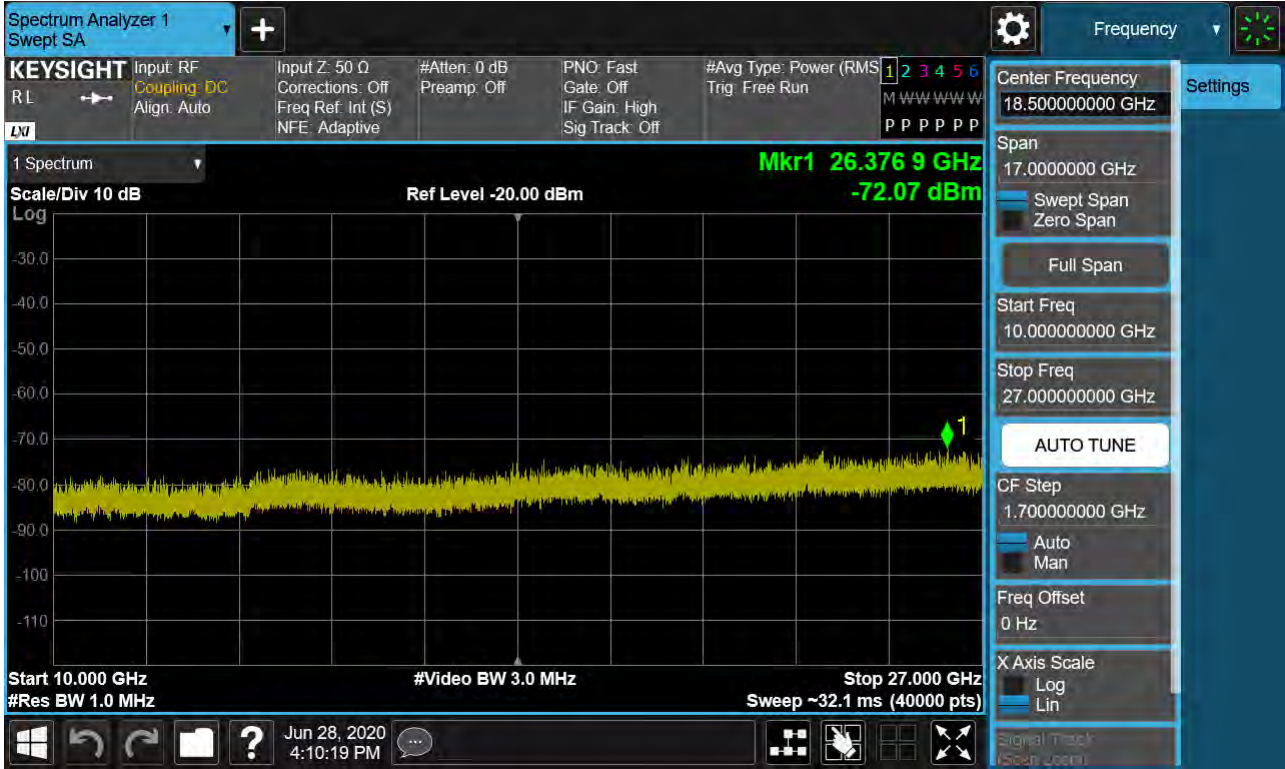 Spectrum Analyzer 1
Swept SA
+
Frequency
KEYSIGHT
R L
LXI
Input: RF
Coupling: DC
Align: Auto
Input Z: 50 Ω
Corrections: Off
Freq Ref: Int (S)
NFE: Adaptive
#Atten: 0 dB
Preamp: Off
PNO: Fast
Gate: Off
IF Gain: High
Sig Track: Off
#Avg Type: Power (RMS
Trig: Free Run
1 2 3 4 5 6
M W W W W W
P P P P P P
1 Spectrum
Scale/Div 10 dB
Log
Ref Level -20.00 dBm
Mkr1 26.376 9 GHz
-72.07 dBm
-30.0
-40.0
-50.0
-60.0
-70.0
-80.0
-90.0
-100
-110
1
Start 10.000 GHz
#Res BW 1.0 MHz
#Video BW 3.0 MHz
Stop 27.000 GHz
Sweep ~32.1 ms (40000 pts)
Center Frequency
18.500000000 GHz
Settings
Span
17.0000000 GHz
Swept Span
Zero Span
Full Span
Start Freq
10.000000000 GHz
Stop Freq
27.000000000 GHz
AUTO TUNE
CF Step
1.700000000 GHz
Auto
Man
Freq Offset
0 Hz
X Axis Scale
Log
Lin
Signal Track
(Span Zoom)
?
Jun 28, 2020
4:10:19 PM